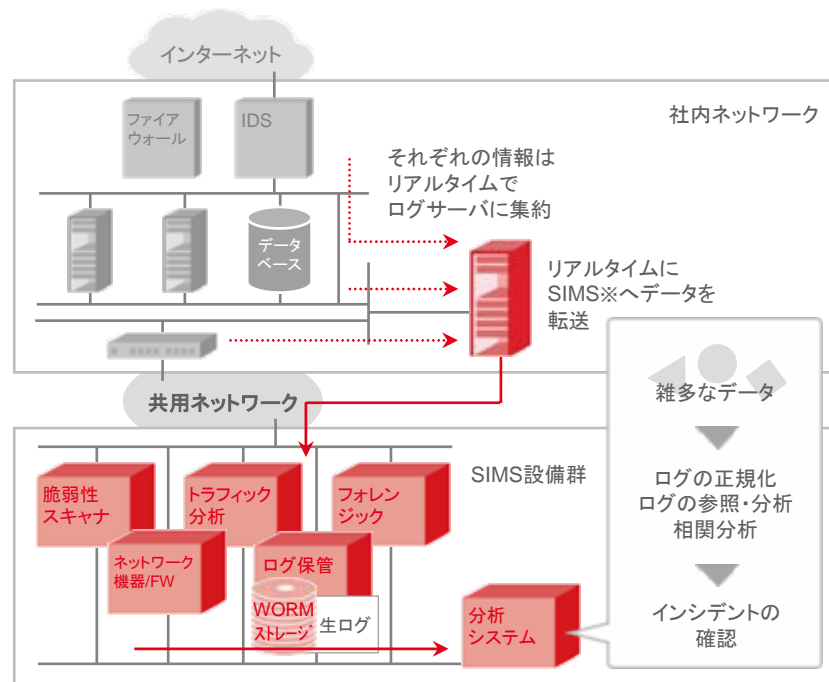 インターネット
社内ネットワーク
ファイア
ウォール
IDS
それぞれの情報は
リアルタイムで
ログサーバに集約
データ
ベース
リアルタイムに
SIMS※へデータを
転送
共用ネットワーク
雑多なデータ
ログの正規化
ログの参照・分析
相関分析
インシデントの
確認
SIMS設備群
脆弱性
スキャナ
トラフィック
分析
フォレン
ジック
ネットワーク
機器/FW
ログ保管
WORM
ストレージ
生ログ
分析
システム